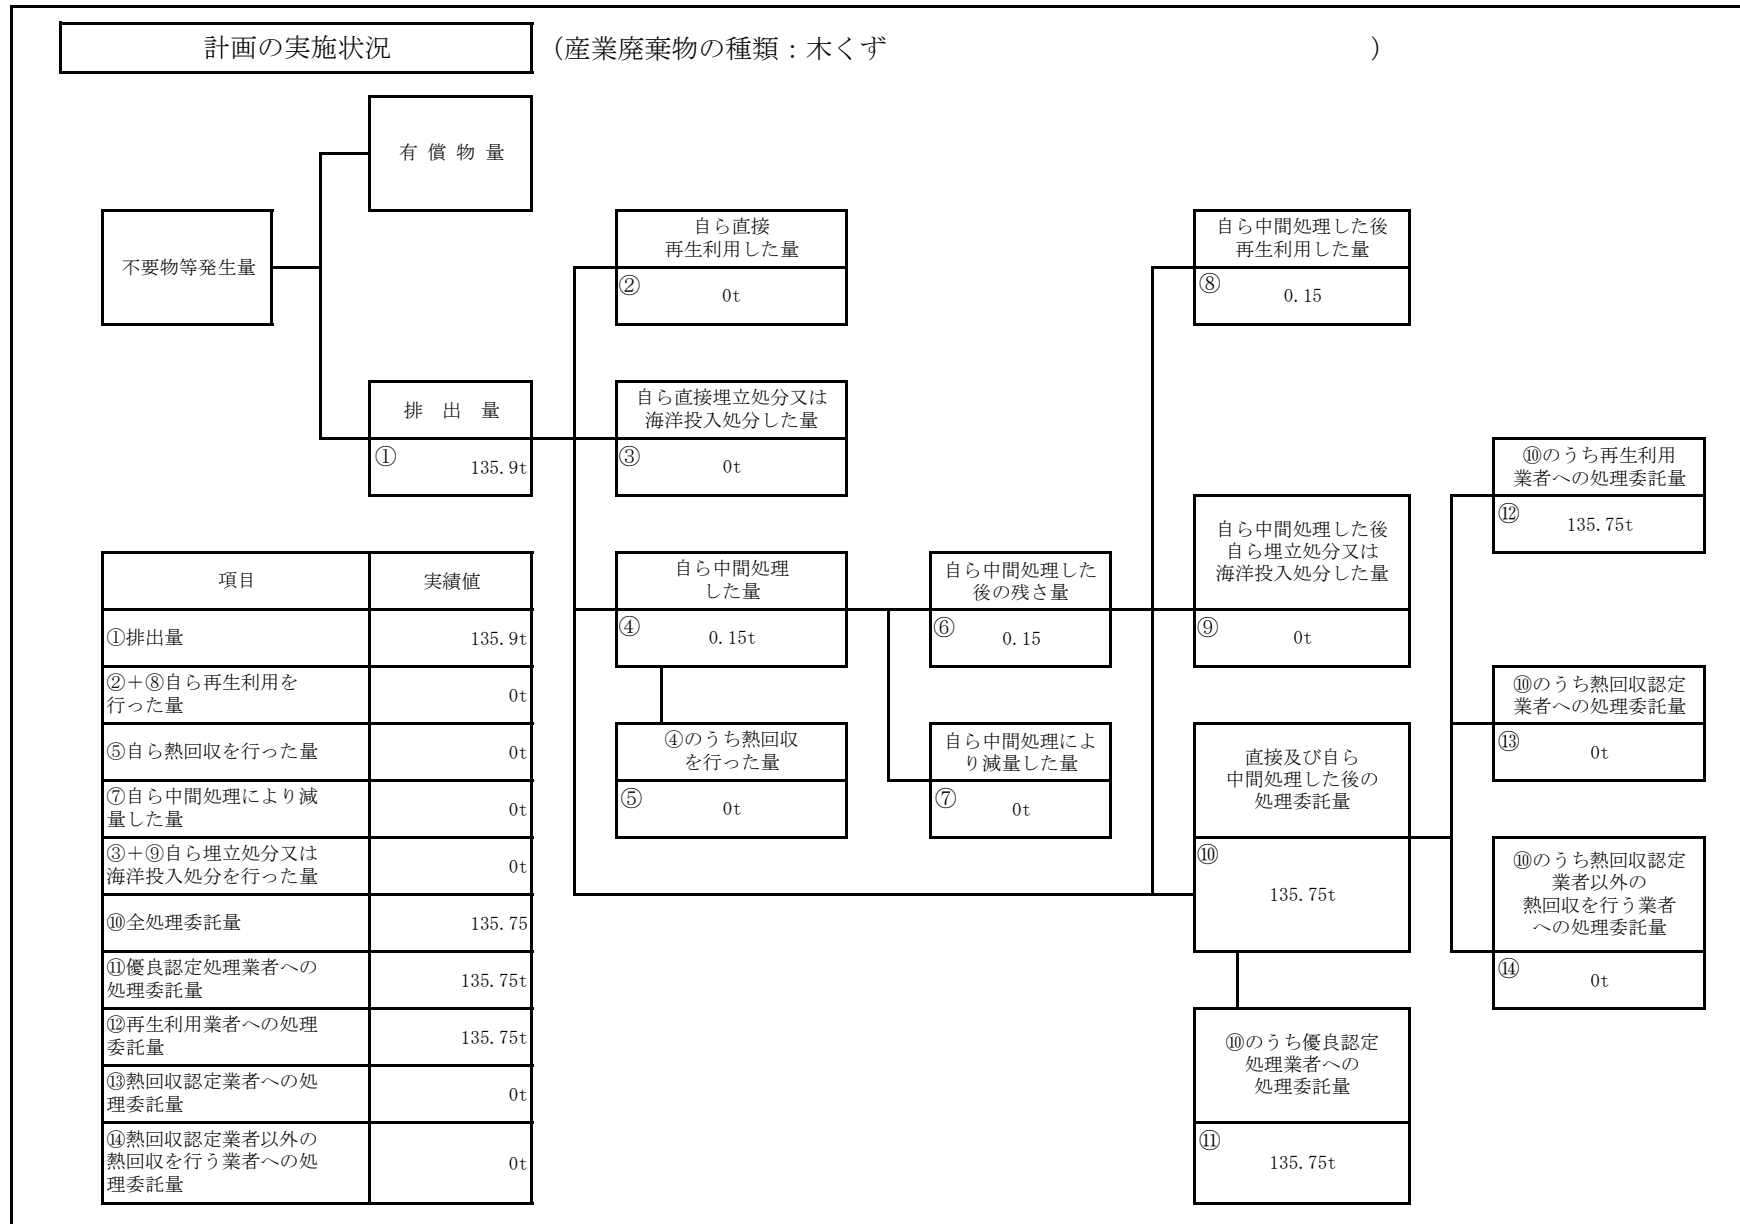 計画の実施状況
（産業廃棄物の種類：木くず　　　　　　　　　　　　　　　　　　）
有 償 物 量
不要物等発生量
自ら直接
再生利用した量
②
0t
自ら中間処理した後
再生利用した量
⑧
0.15
排　出　量
①
135.9t
自ら直接埋立処分又は
海洋投入処分した量
③
0t
⑩のうち再生利用
業者への処理委託量
⑫
135.75t
自ら中間処理した後
自ら埋立処分又は
海洋投入処分した量
⑨
0t
自ら中間処理
した量
④
0.15t
自ら中間処理した
後の残さ量
⑥
0.15
④のうち熱回収
を行った量
⑤
0t
自ら中間処理によ
り減量した量
⑦
0t
⑩のうち熱回収認定
業者への処理委託量
⑬
0t
直接及び自ら
中間処理した後の
処理委託量
⑩
135.75t
⑩のうち熱回収認定
業者以外の
熱回収を行う業者
への処理委託量
⑭
0t
⑩のうち優良認定
処理業者への
処理委託量
⑪
135.75t
項目　実績値
①排出量　135.9t
②＋⑧自ら再生利用を
行った量　0t
⑤自ら熱回収を行った量　0t
⑦自ら中間処理により減
量した量　0t
③＋⑨自ら埋立処分又は
海洋投入処分を行った量　0t
⑩全処理委託量　135.75
⑪優良認定処理業者への
処理委託量　135.75t
⑫再生利用業者への処理
委託量　135.75t
⑬熱回収認定業者への処
理委託量　0t
⑭熱回収認定業者以外の
熱回収を行う業者への処
理委託量　0t